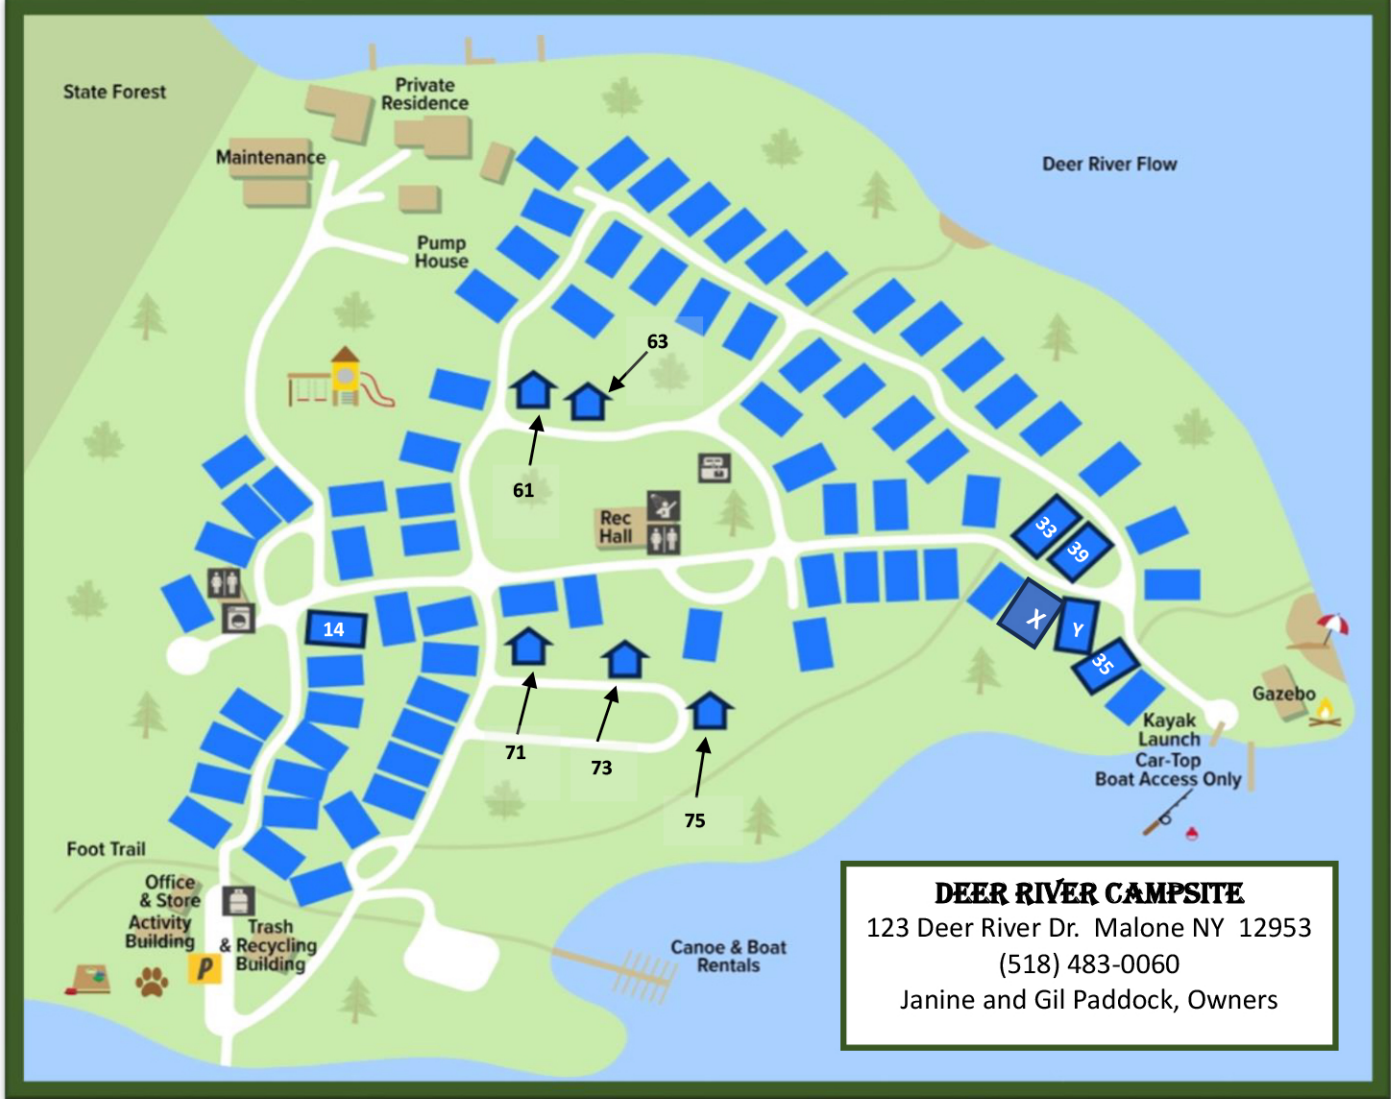 State Forest
Private
Residence
Maintenance
Deer River Flow
Pump
House
63
61
Rec
Hall
33
39
14
X
Y
35
71
73
75
Gazebo
Kayak
Launch
Car-Top
Boat Access Only
Foot Trail
Office
& Store
Activity
Building
Trash
& Recycling
Building
P
Canoe & Boat
Rentals
DEER RIVER CAMPSITE
123 Deer River Dr. Malone NY 12953
(518) 483-0060
Janine and Gil Paddock, Owners